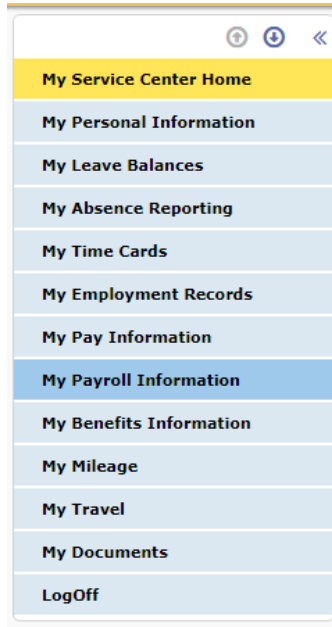 My Service Center Home
My Personal Information
My Leave Balances
My Absence Reporting
My Time Cards
My Employment Records
My Pay Information
My Payroll Information
My Benefits Information
My Mileage
My Travel
My Documents
LogOff